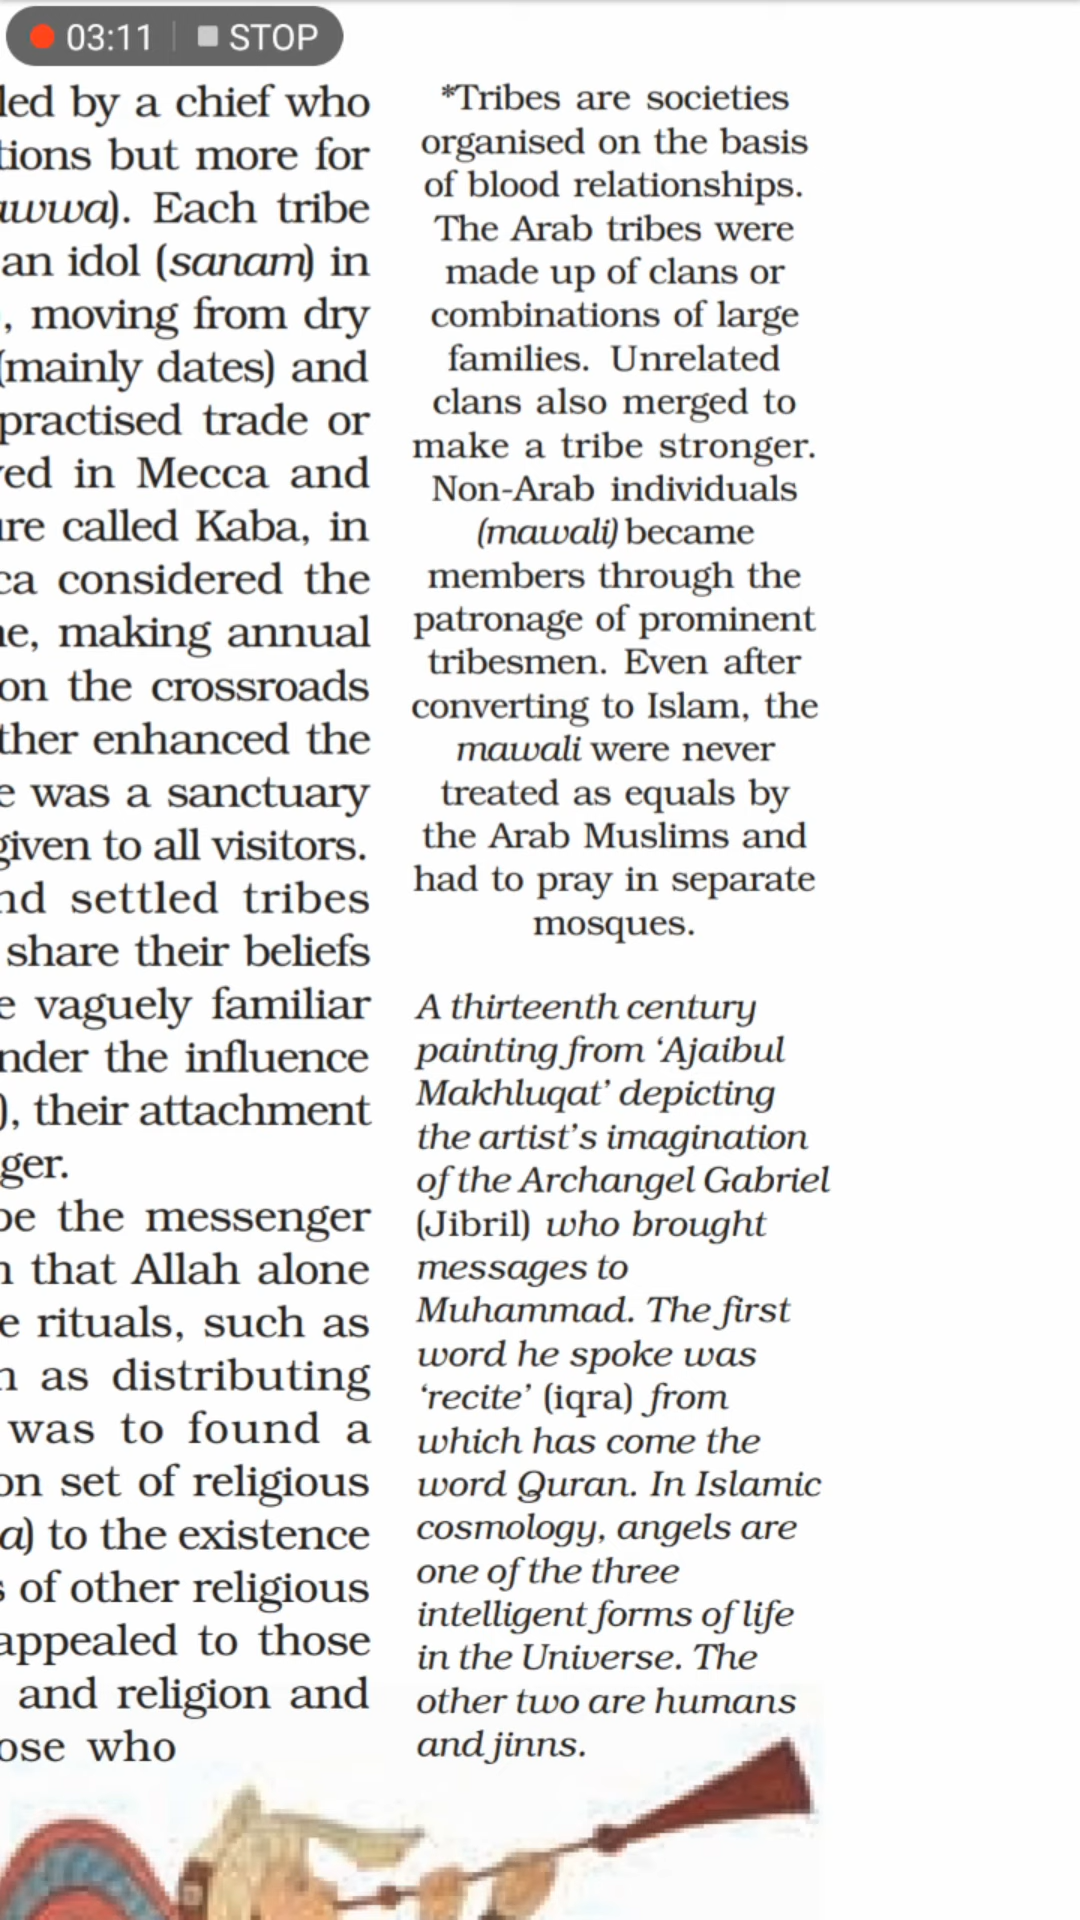 03:11 STOP
led by a chief who
tions but more for
awwa). Each tribe
an idol (sanam) in
, moving from dry
(mainly dates) and
practised trade or
ved in Mecca and
ure called Kaba, in
ca considered the
ne, making annual
on the crossroads
ther enhanced the
e was a sanctuary
given to all visitors.
nd settled tribes
share their beliefs
e vaguely familiar
nder the influence
), their attachment
ger.
be the messenger
n that Allah alone
e rituals, such as
n as distributing
was to found a
on set of religious
a) to the existence
s of other religious
appealed to those
and religion and
ose who
*Tribes are societies
organised on the basis
of blood relationships.
The Arab tribes were
made up of clans or
combinations of large
families. Unrelated
clans also merged to
make a tribe stronger.
Non-Arab individuals
(mawali) became
members through the
patronage of prominent
tribesmen. Even after
converting to Islam, the
mawali were never
treated as equals by
the Arab Muslims and
had to pray in separate
mosques.
A thirteenth century
painting from ‘Ajaibul
Makhluqat’ depicting
the artist’s imagination
of the Archangel Gabriel
(Jibril) who brought
messages to
Muhammad. The first
word he spoke was
‘recite’ (iqra) from
which has come the
word Quran. In Islamic
cosmology, angels are
one of the three
intelligent forms of life
in the Universe. The
other two are humans
and jinns.